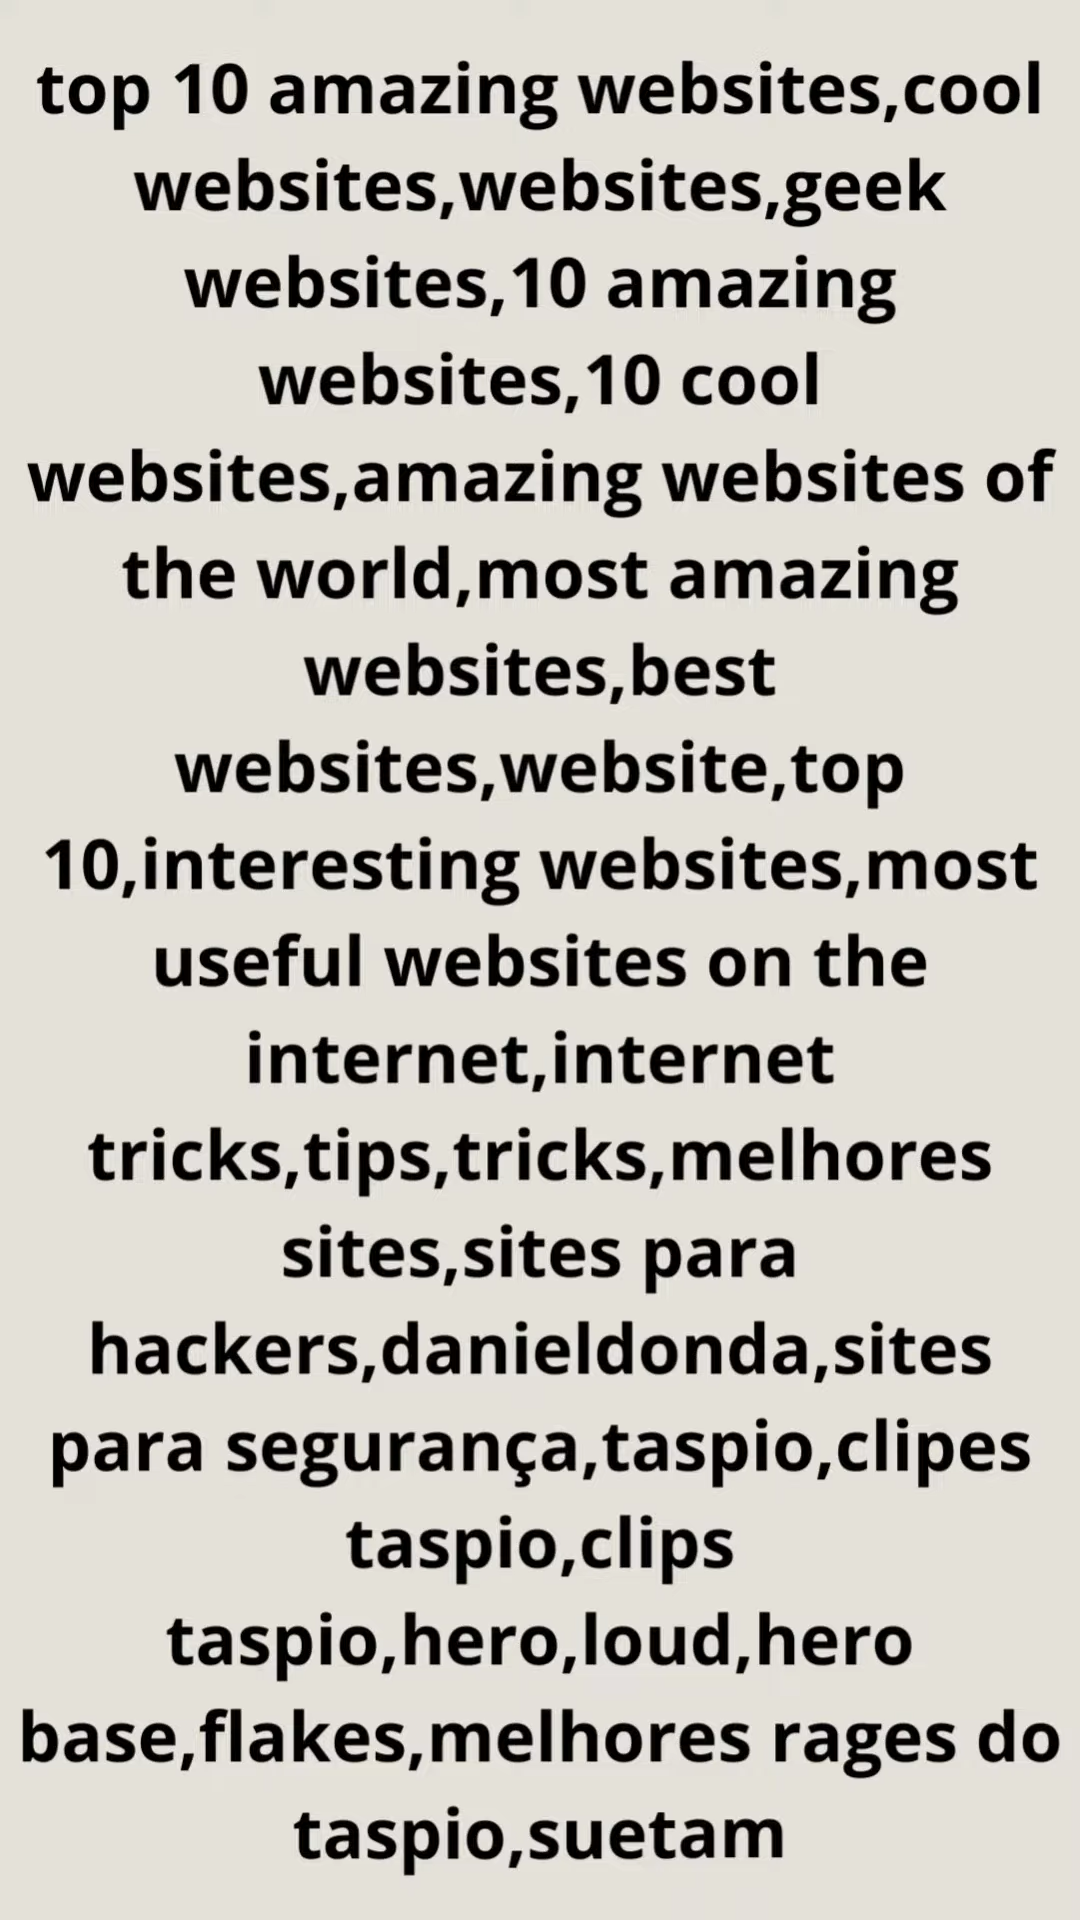 top 10 amazing websites,cool
websites,websites,geek
websites,10 amazing
websites,10 cool
websites,amazing websites of
the world,most amazing
websites,best
websites,website,top
10,interesting websites,most
useful websites on the
internet,internet
tricks,tips,tricks,melhores
sites,sites para
hackers,danieldonda,sites
para segurança,taspio,clipes
taspio,clips
taspio,hero,loud,hero
base,flakes,melhores rages do
taspio,suetam